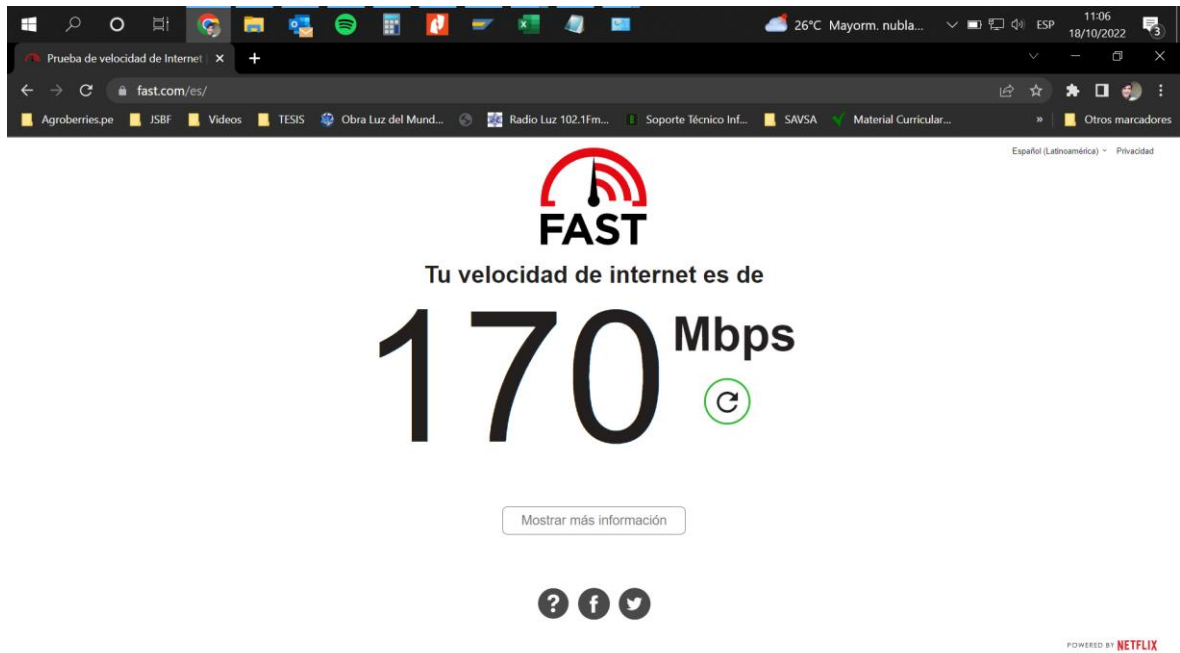 26°C Mayorm. nubla... ESP 11:06
18/10/2022 3
Prueba de velocidad de Internet
fast.com/es/
Agroberries.pe JSBF Videos TESIS Obra Luz del Mund... Radio Luz 102.1Fm... Soporte Técnico Inf... SAVSA Material Curricular... » Otros marcadores
Español (Latinoamérica) Privacidad
FAST
Tu velocidad de internet es de
170 Mbps
Mostrar más información
POWERED BY NETFLIX